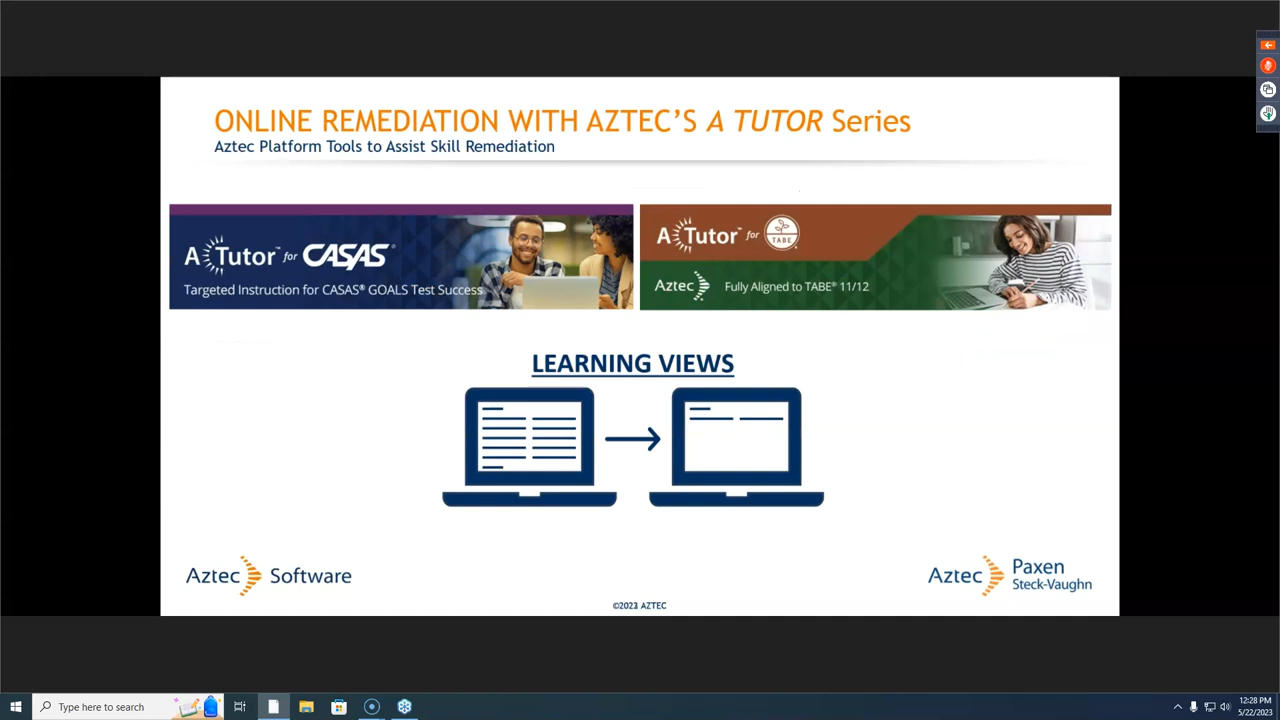 ONLINE REMEDIATION WITH AZTEC'S A TUTOR Series
Aztec Platform Tools to Assist Skill Remediation
A Tutor™ for CASAS®
Targeted Instruction for CASAS® GOALS Test Success
A Tutor™ for TABE
Aztec Fully Aligned to TABE® 11/12
LEARNING VIEWS
Aztec Software
Aztec Paxen
Steck-Vaughn
©2023 AZTEC
Type here to search
12:28 PM
5/22/2023